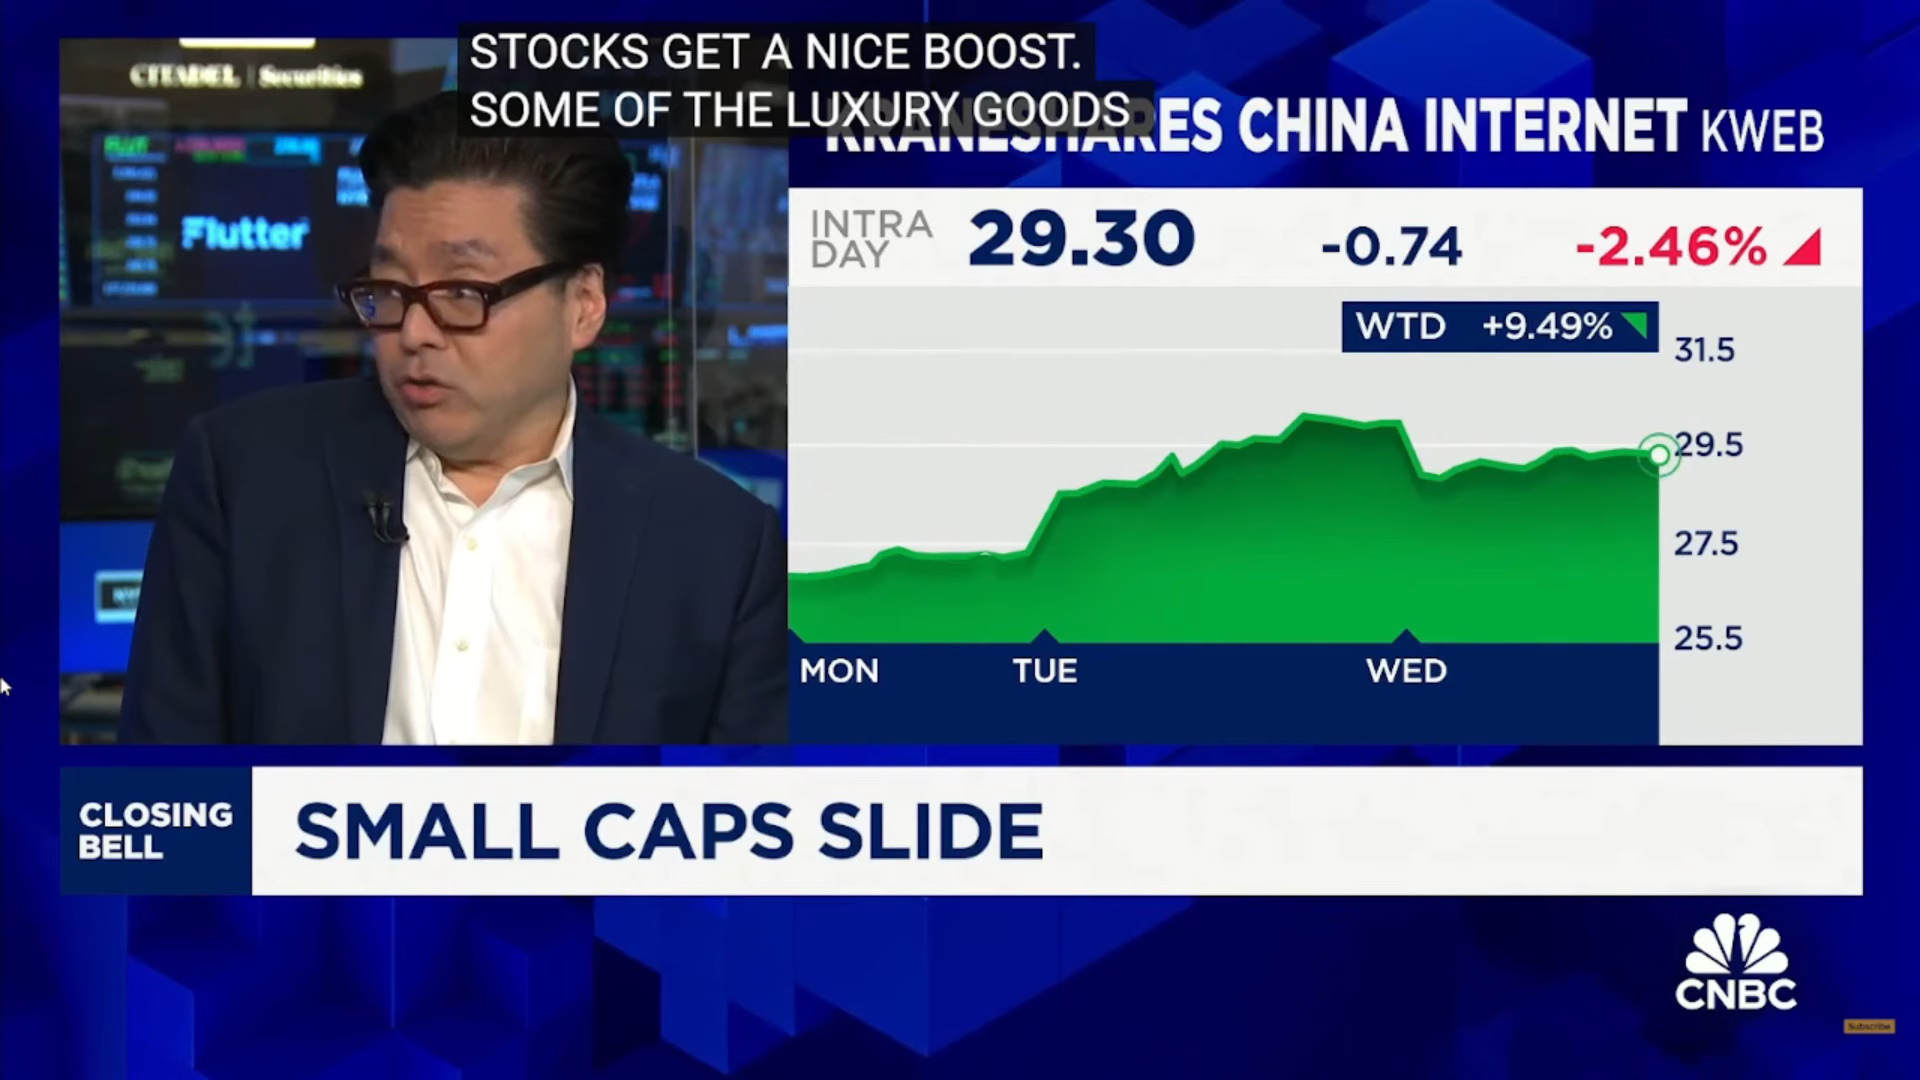 STOCKS GET A NICE BOOST.
SOME OF THE LUXURY GOODS
CITADEL | Securities
KRANESHARES CHINA INTERNET KWEB
Flutter
INTRA
DAY
29.30
-0.74
-2.46%
WTD +9.49%
31.5
29.5
27.5
25.5
MON
TUE
WED
CLOSING
BELL
SMALL CAPS SLIDE
CNBC
Subscribe